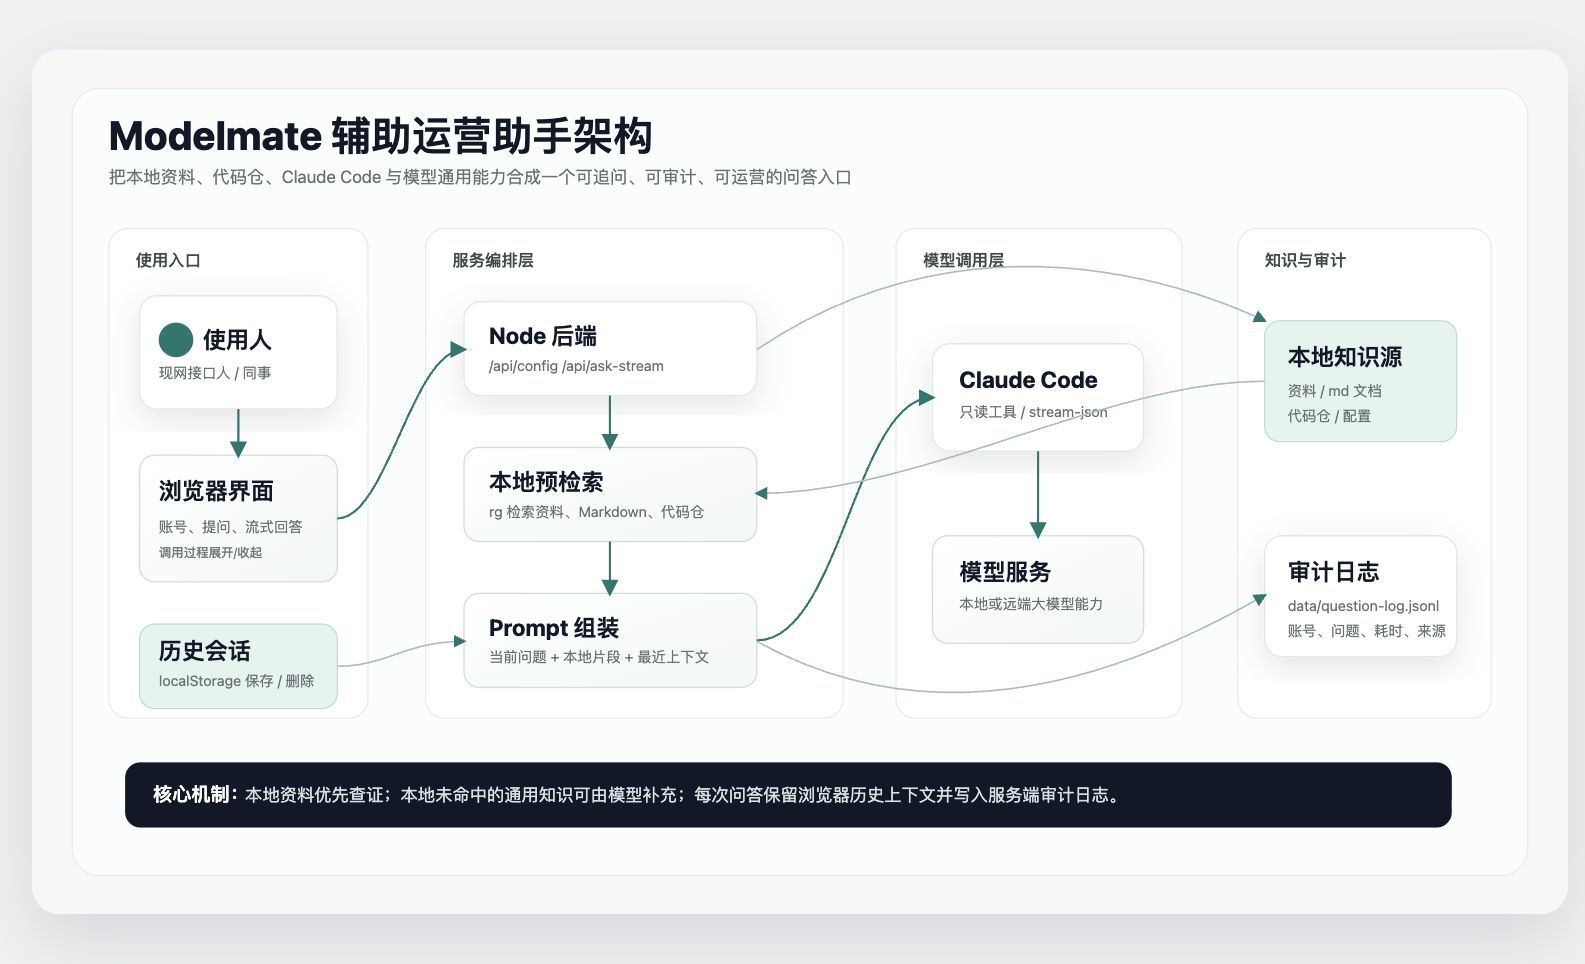 Modelmate 辅助运营助手架构
把本地资料、代码仓、Claude Code 与模型通用能力合成一个可追问、可审计、可运营的问答入口
使用入口
使用人
现网接口人 / 同事
浏览器界面
账号、提问、流式回答
调用过程展开/收起
历史会话
localStorage 保存 / 删除
服务编排层
Node 后端
/api/config /api/ask-stream
本地预检索
rg 检索资料、Markdown、代码仓
Prompt 组装
当前问题 + 本地片段 + 最近上下文
模型调用层
Claude Code
只读工具 / stream-json
模型服务
本地或远端大模型能力
知识与审计
本地知识源
资料 / md 文档
代码仓 / 配置
审计日志
data/question-log.jsonl
账号、问题、耗时、来源
核心机制：本地资料优先查证；本地未命中的通用知识可由模型补充；每次问答保留浏览器历史上下文并写入服务端审计日志。